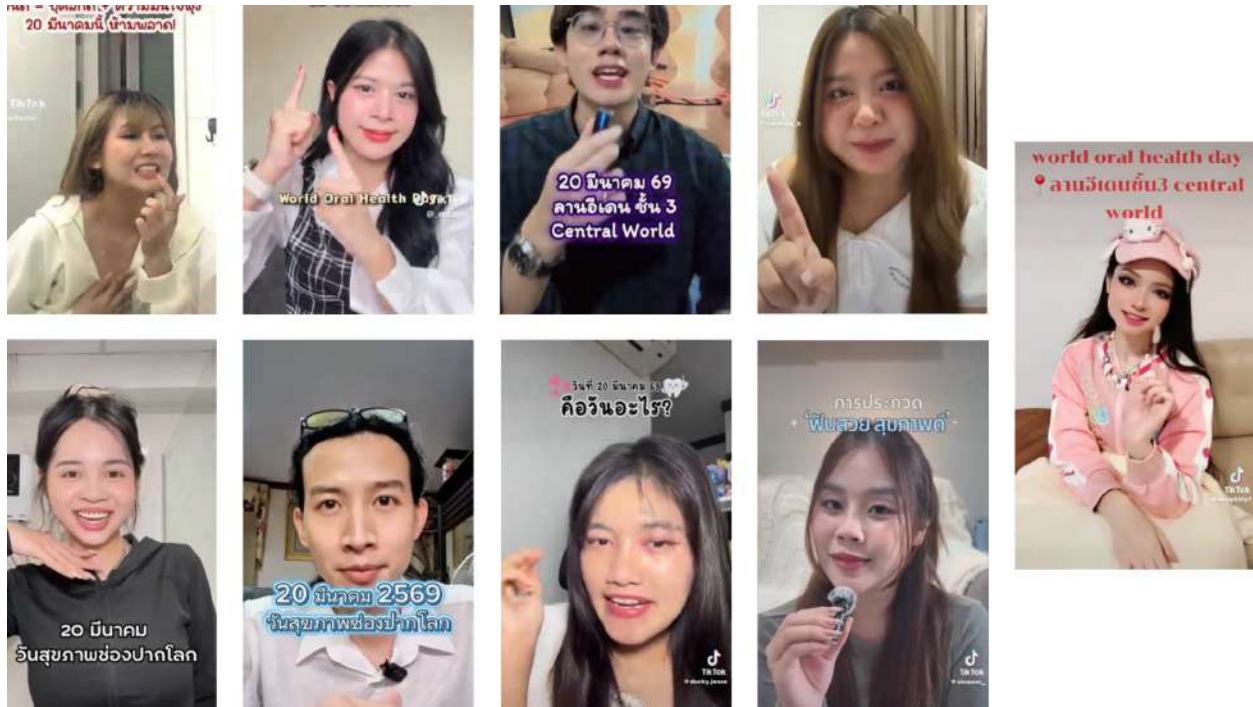 20 มีนาคมนี้ ห้ามพลาด!
TikTok
World Oral Health Day
TikTok
20 มีนาคม 69
ลานอีเดน ชั้น 3
Central World
TikTok
world oral health day
ลานอีเดนชั้น3 central
world
TikTok
20 มีนาคม
วันสุขภาพช่องปากโลก
20 มีนาคม 2569
วันสุขภาพช่องปากโลก
วันที่ 20 มีนาคม 69
คือวันอะไร?
TikTok
การประกวด
'ฟันสวย สุขภาพดี'
TikTok